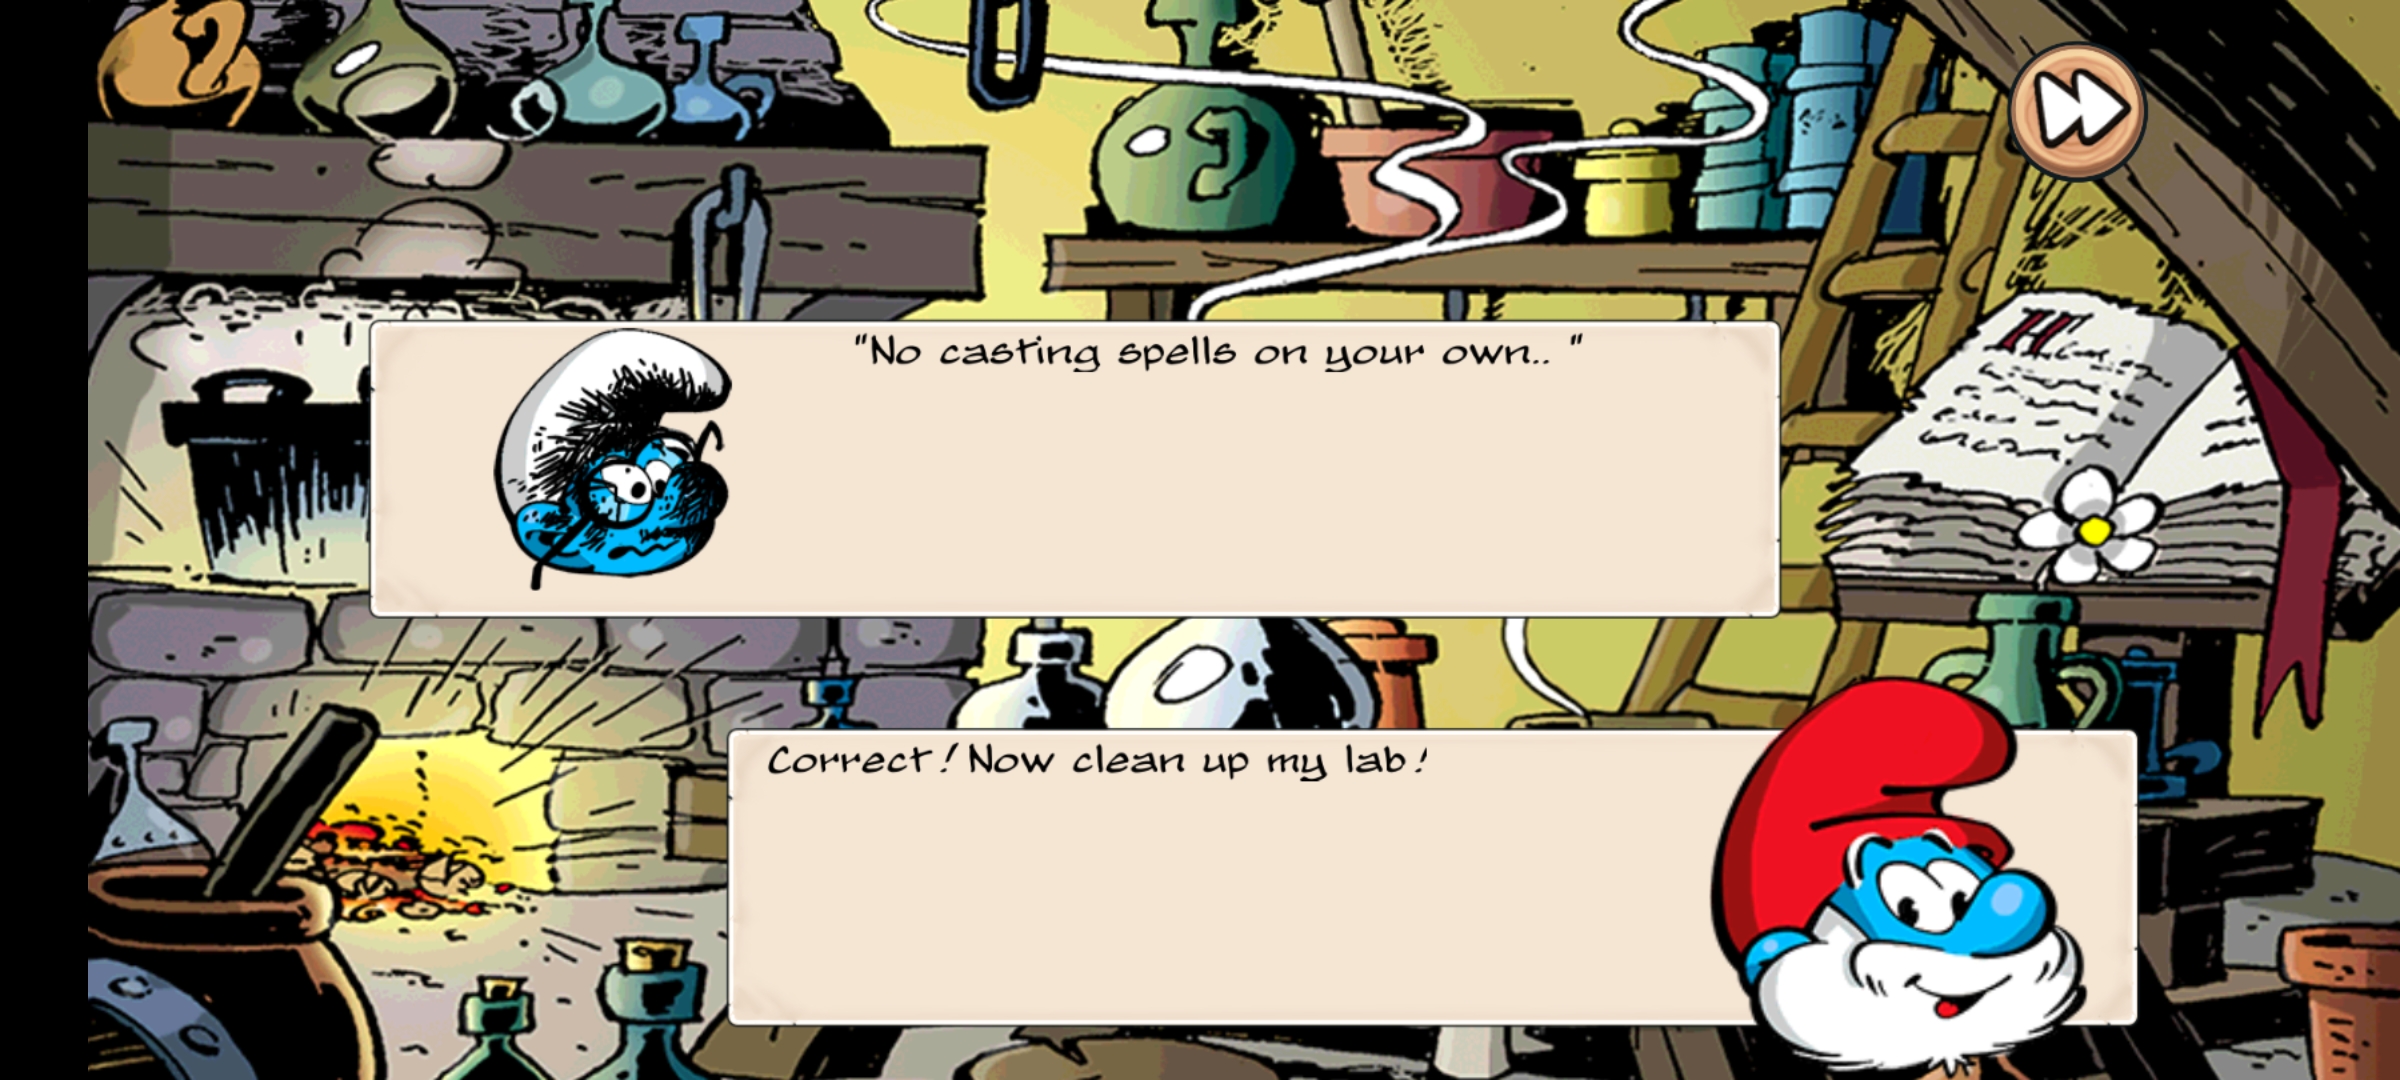 "No casting spells on your own.. "
Correct! Now clean up my lab!